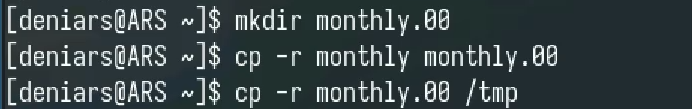 [deniars@ARS ~]$ mkdir monthly.00
[deniars@ARS ~]$ cp -r monthly monthly.00
[deniars@ARS ~]$ cp -r monthly.00 /tmp